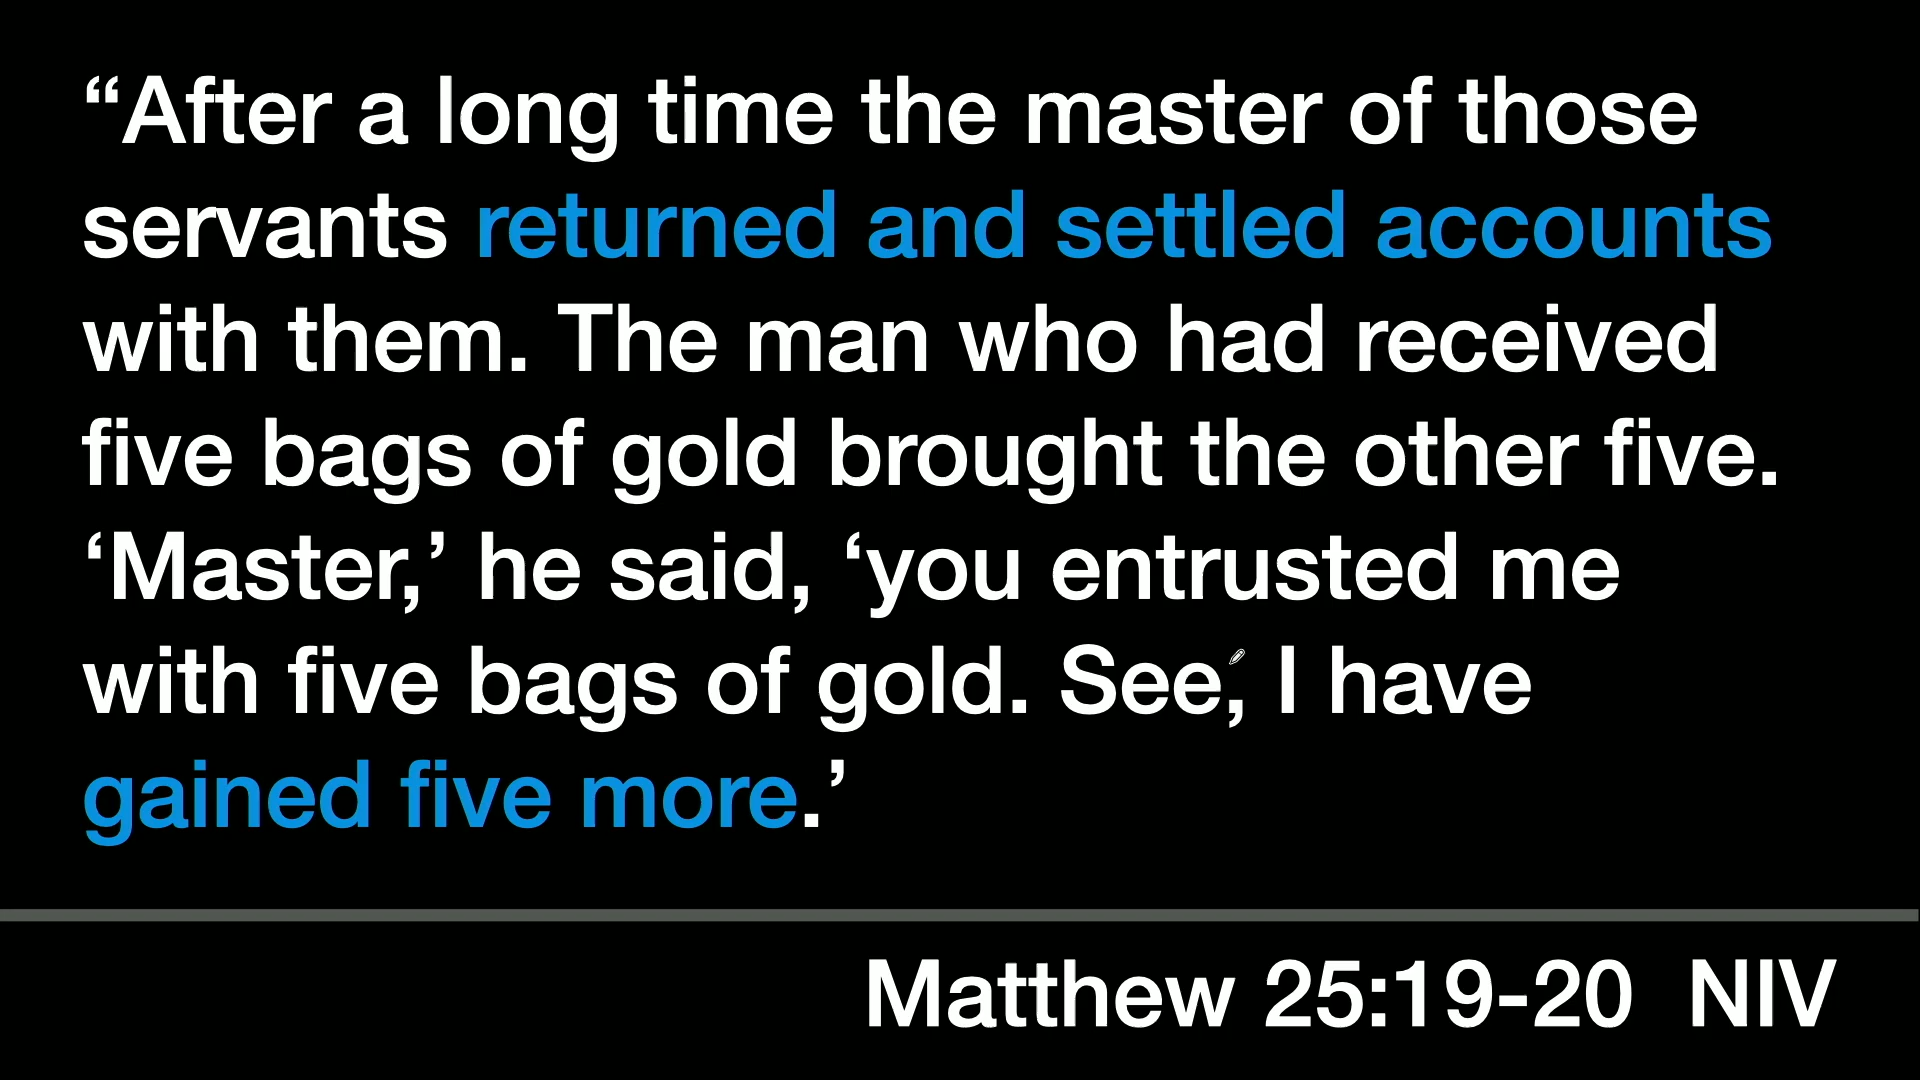 “After a long time the master of those
servants returned and settled accounts
with them. The man who had received
five bags of gold brought the other five.
‘Master,’ he said, ‘you entrusted me
with five bags of gold. See, I have
gained five more.’
Matthew 25:19-20 NIV